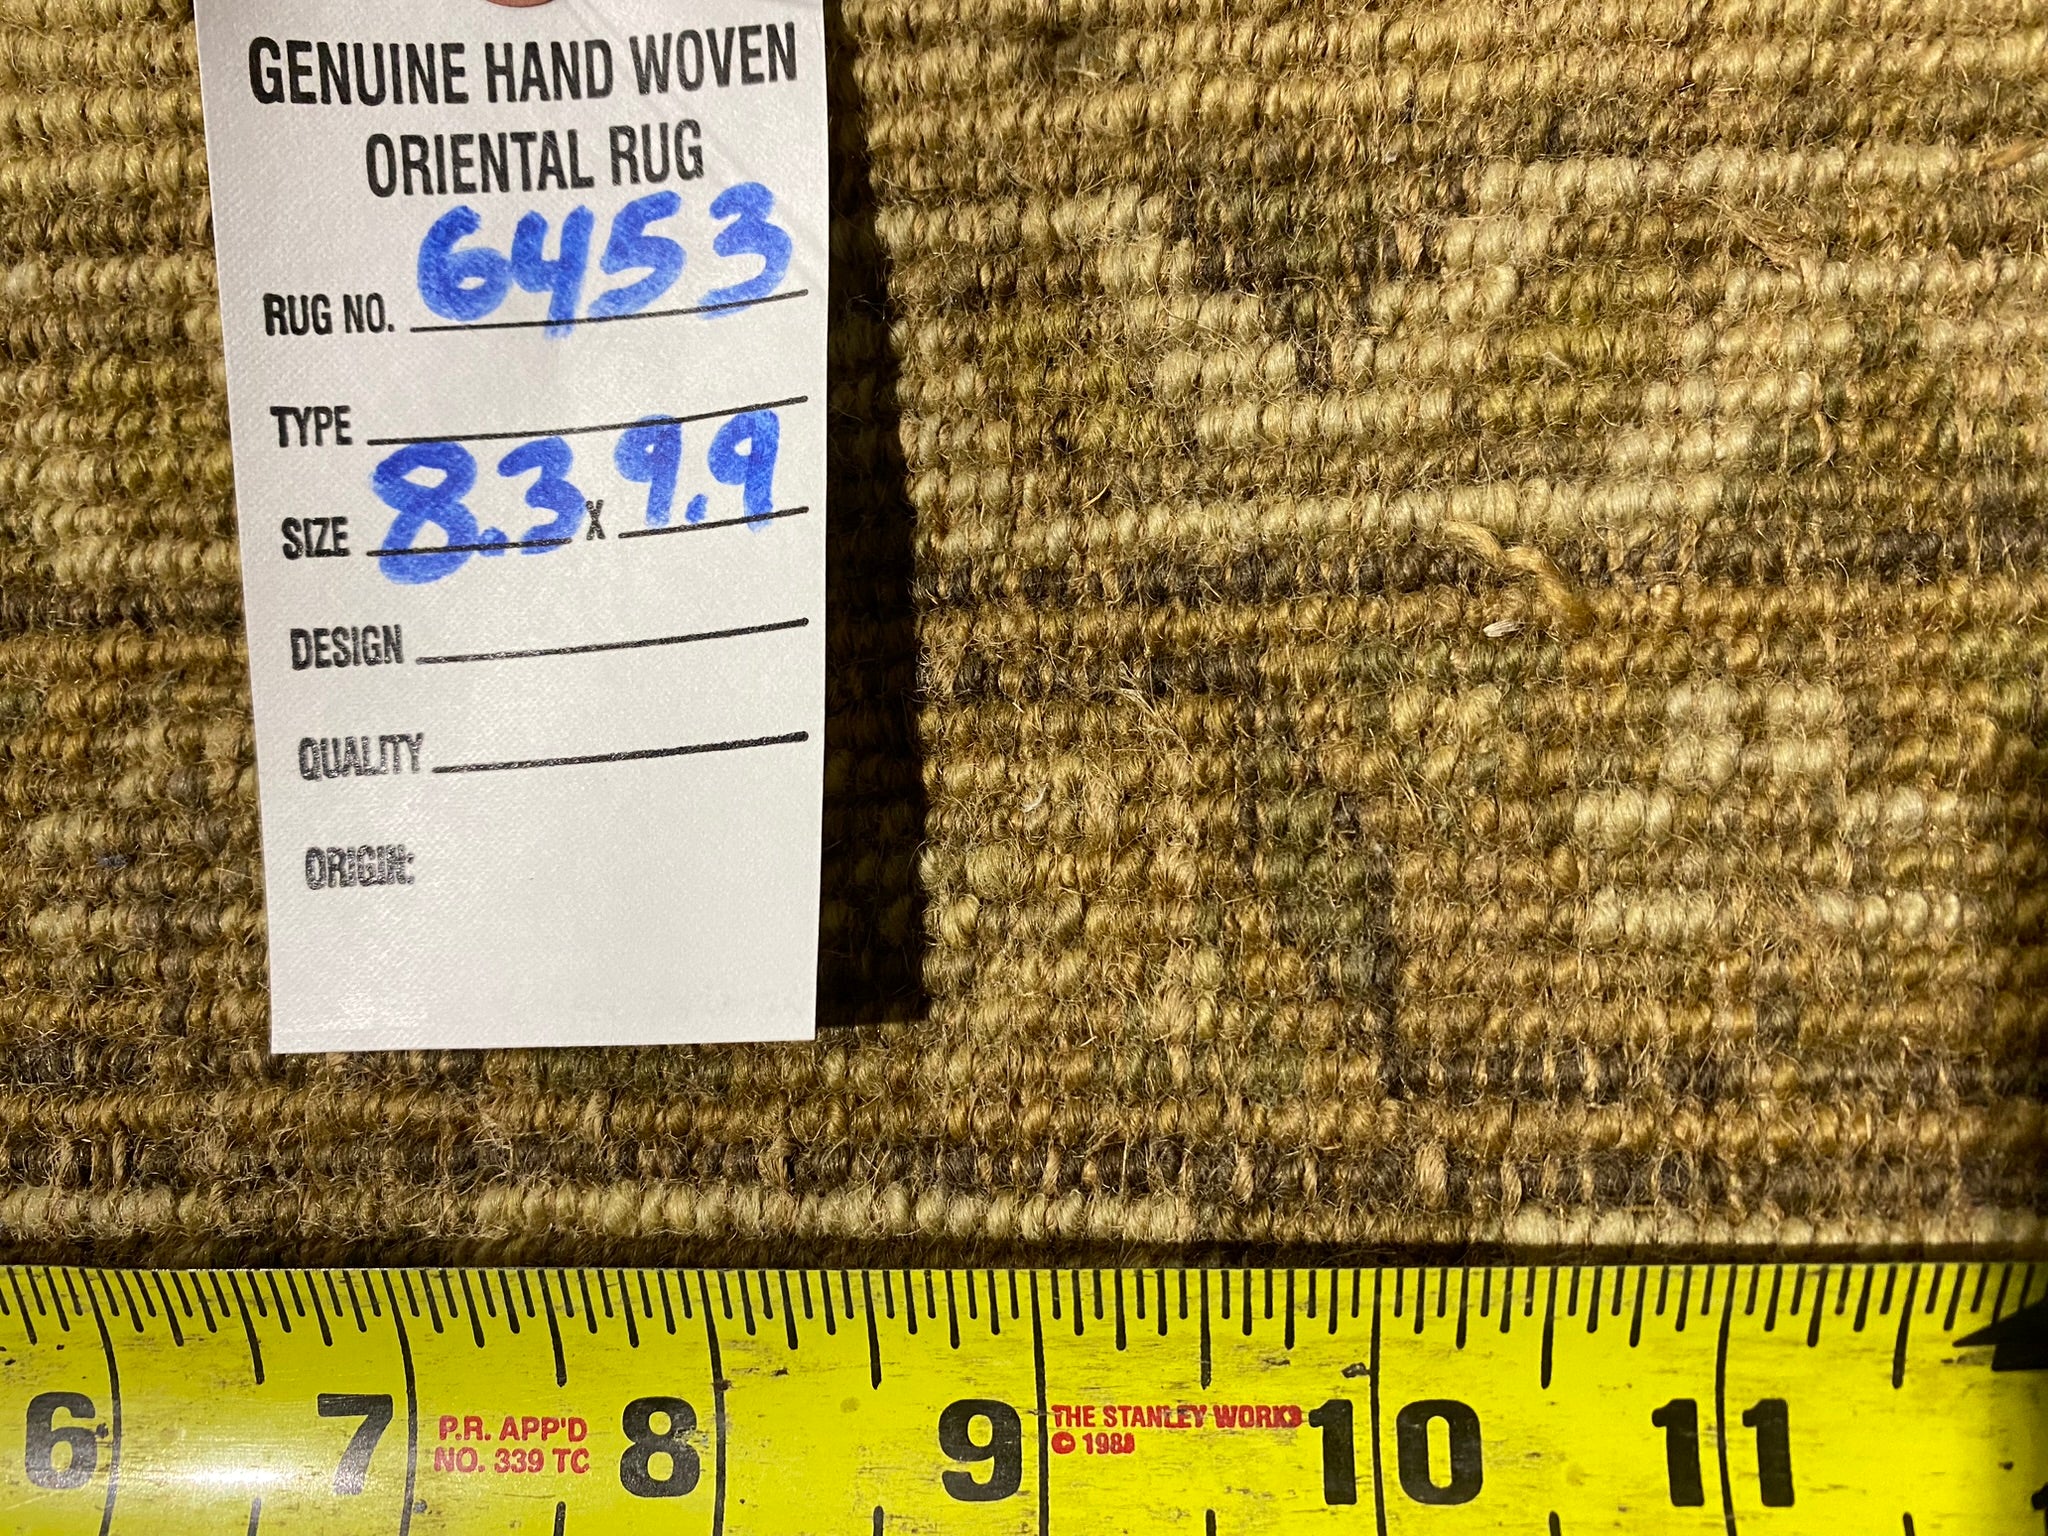 GENUINE HAND WOVEN
ORIENTAL RUG
RUG NO. 6453
TYPE
SIZE 8.3 X 9.9
DESIGN
QUALITY
ORIGIN:
6 7 8 9 10 11
P.R. APP'D
NO. 339 TC
THE STANLEY WORKS
© 198